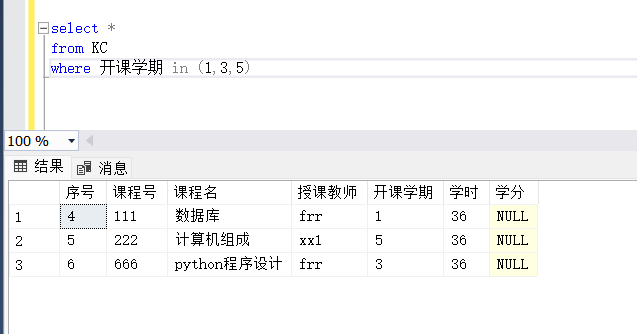 select *
from KC
where 开课学期 in (1,3,5)
100 %
结果 消息
序号 课程号 课程名 授课教师 开课学期 学时 学分
1 4 111 数据库 frr 1 36 NULL
2 5 222 计算机组成 xx1 5 36 NULL
3 6 666 python程序设计 frr 3 36 NULL